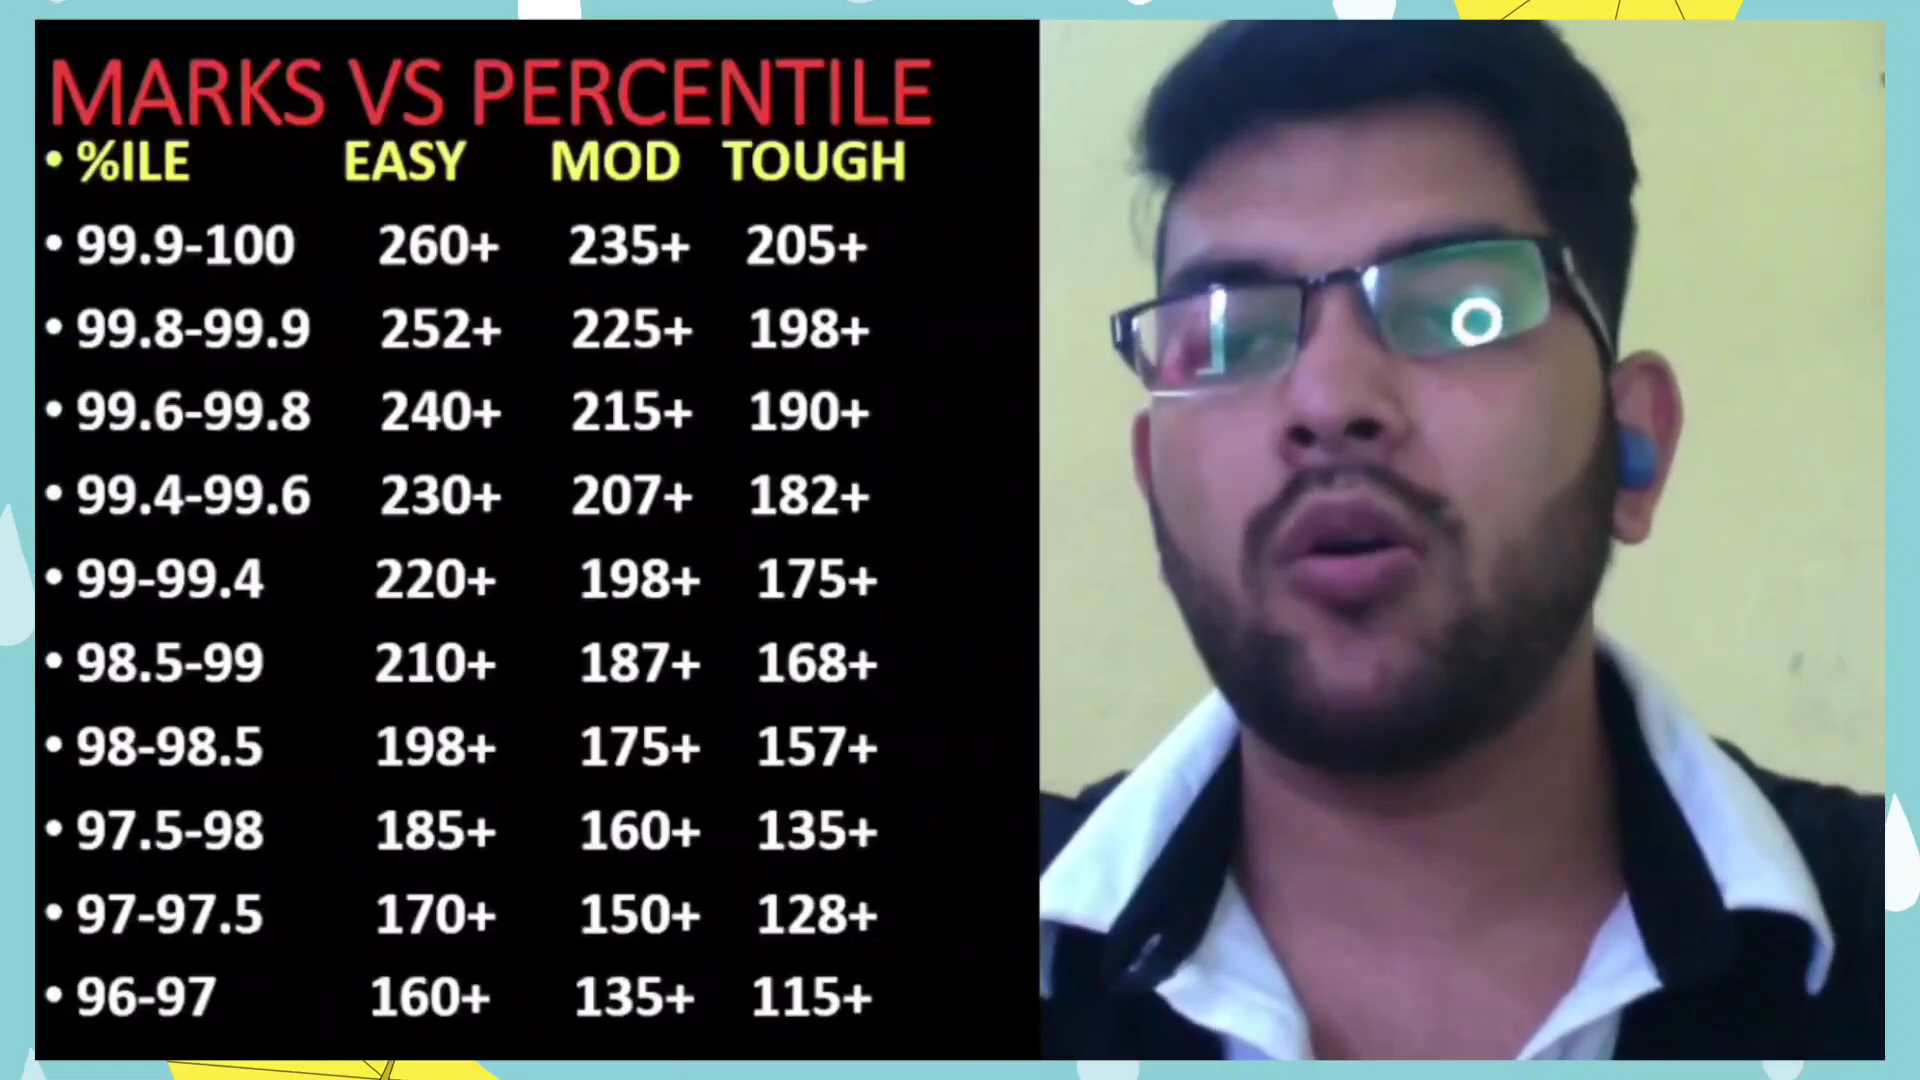 MARKS VS PERCENTILE
• %ILE EASY MOD TOUGH
• 99.9-100 260+ 235+ 205+
• 99.8-99.9 252+ 225+ 198+
• 99.6-99.8 240+ 215+ 190+
• 99.4-99.6 230+ 207+ 182+
• 99-99.4 220+ 198+ 175+
• 98.5-99 210+ 187+ 168+
• 98-98.5 198+ 175+ 157+
• 97.5-98 185+ 160+ 135+
• 97-97.5 170+ 150+ 128+
• 96-97 160+ 135+ 115+